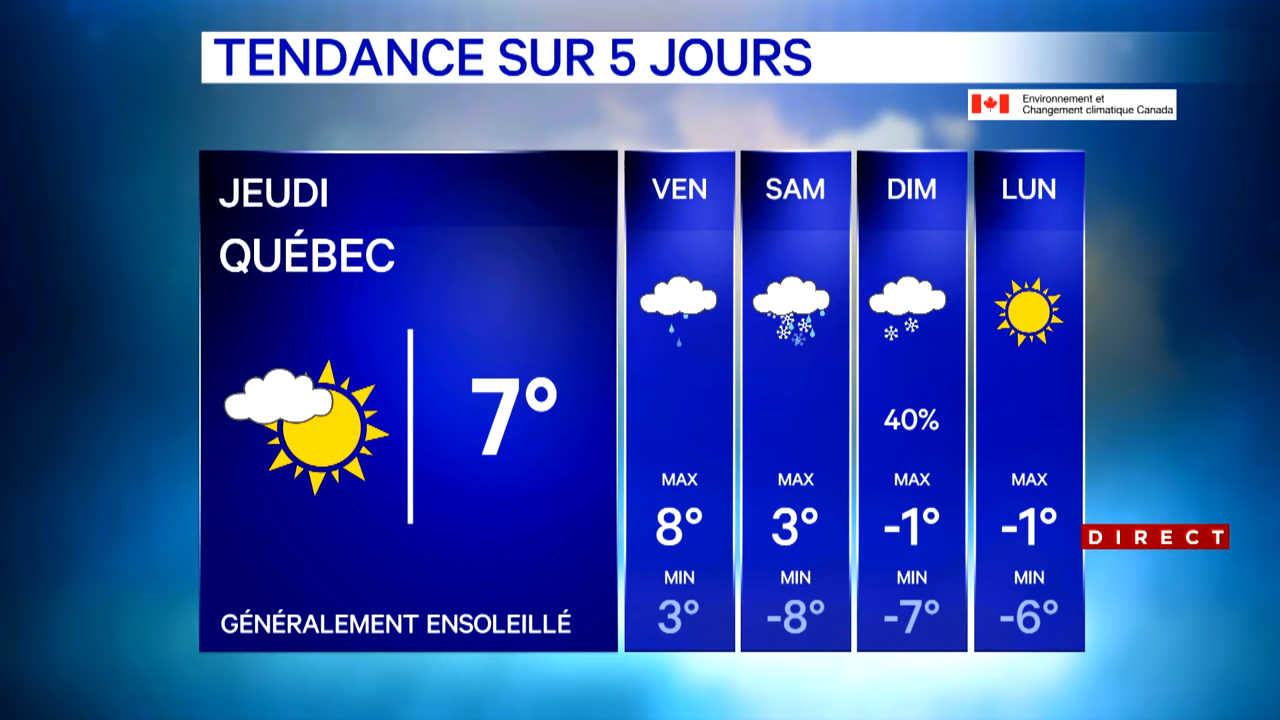 TENDANCE SUR 5 JOURS
Environnement et
Changement climatique Canada
JEUDI
QUÉBEC
7°
GÉNÉRALEMENT ENSOLEILLÉ
VEN
MAX
8°
MIN
3°
SAM
MAX
3°
MIN
-8°
DIM
40%
MAX
-1°
MIN
-7°
LUN
MAX
-1°
MIN
-6°
DIRECT